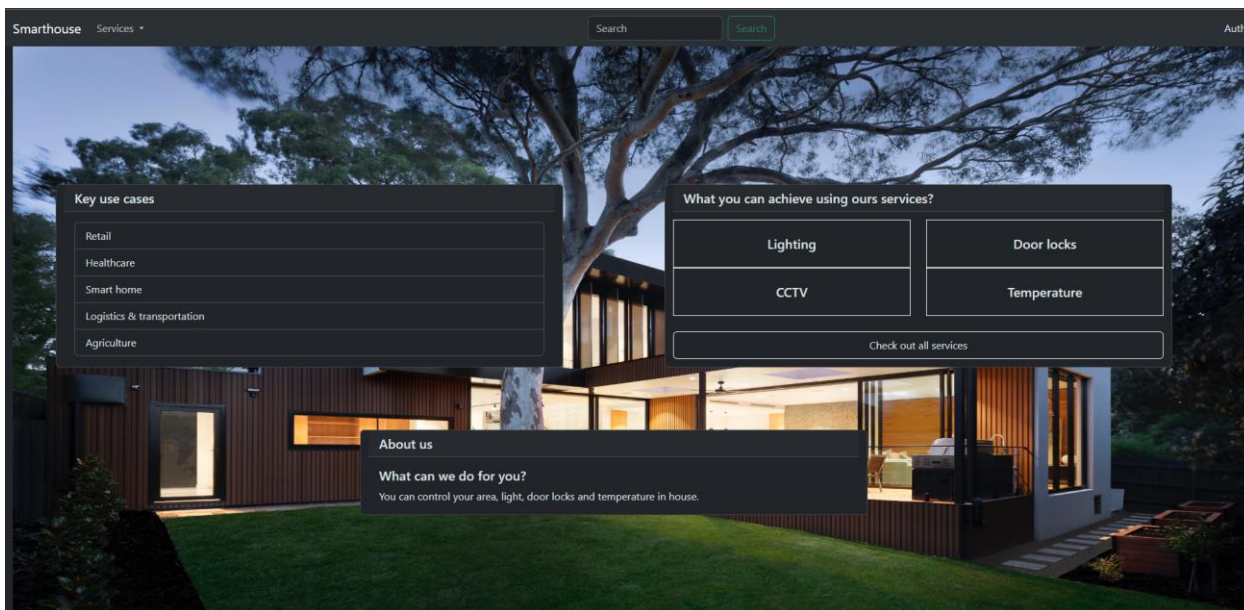 Smarthouse Services Search Search Auth
Key use cases
Retail
Healthcare
Smart home
Logistics & transportation
Agriculture
What you can achieve using ours services?
Lighting Door locks
CCTV Temperature
Check out all services
About us
What can we do for you?
You can control your area, light, door locks and temperature in house.